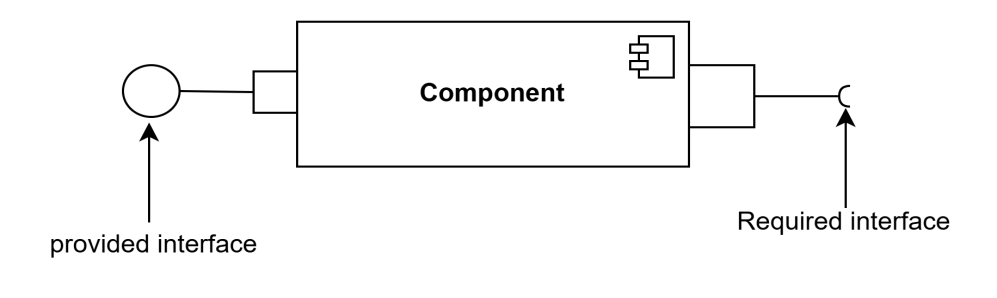 Component
Required interface
provided interface